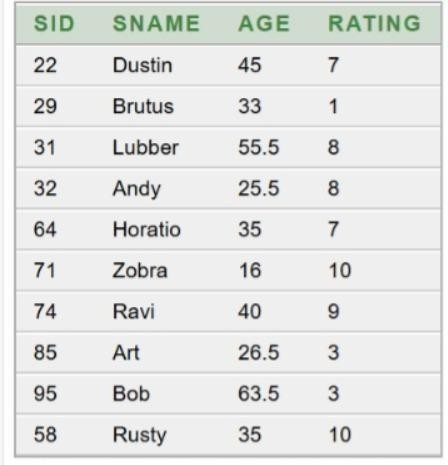 SID SNAME AGE RATING
22 Dustin 45 7
29 Brutus 33 1
31 Lubber 55.5 8
32 Andy 25.5 8
64 Horatio 35 7
71 Zobra 16 10
74 Ravi 40 9
85 Art 26.5 3
95 Bob 63.5 3
58 Rusty 35 10